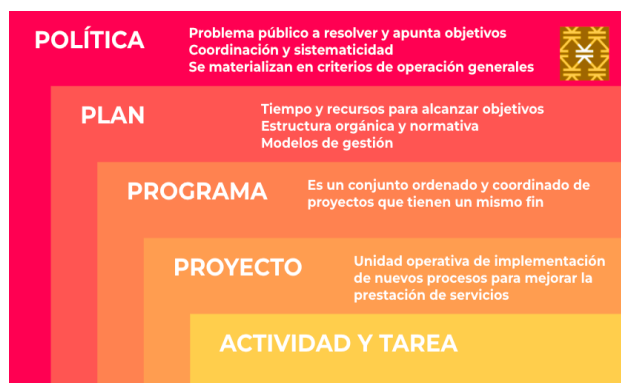 POLÍTICA
Problema público a resolver y apunta objetivos
Coordinación y sistematicidad
Se materializan en criterios de operación generales
PLAN
Tiempo y recursos para alcanzar objetivos
Estructura orgánica y normativa
Modelos de gestión
PROGRAMA
Es un conjunto ordenado y coordinado de
proyectos que tienen un mismo fin
PROYECTO
Unidad operativa de implementación
de nuevos procesos para mejorar la
prestación de servicios
ACTIVIDAD Y TAREA